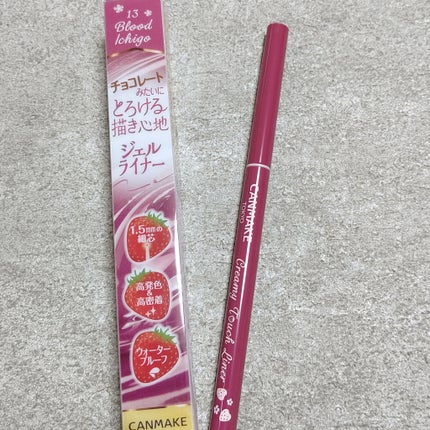 13
Blood
Ichigo
チョコレート
みたいに
とろける
描き心地
ジェル
ライナー
1.5mmの
細芯
高発色
&
高密着
ウォーター
プルーフ
CANMAKE
CANMAKE
TOKYO
Creamy Touch Liner